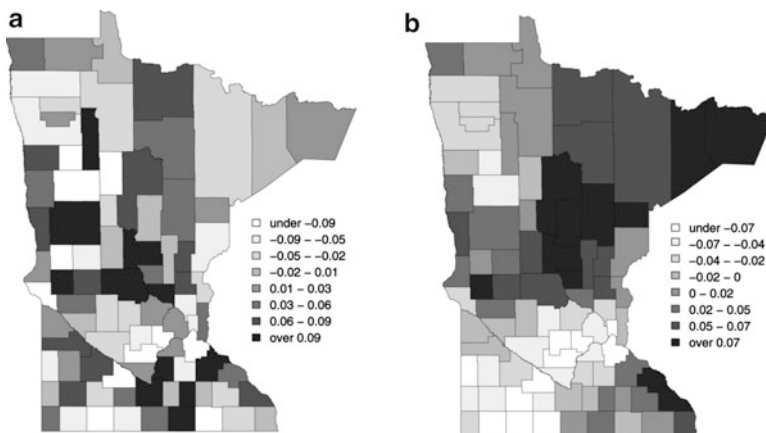 a
under -0.09
-0.09 - -0.05
-0.05 - -0.02
-0.02 - 0.01
0.01 - 0.03
0.03 - 0.06
0.06 - 0.09
over 0.09
b
under -0.07
-0.07 - -0.04
-0.04 - -0.02
-0.02 - 0
0 - 0.02
0.02 - 0.05
0.05 - 0.07
over 0.07